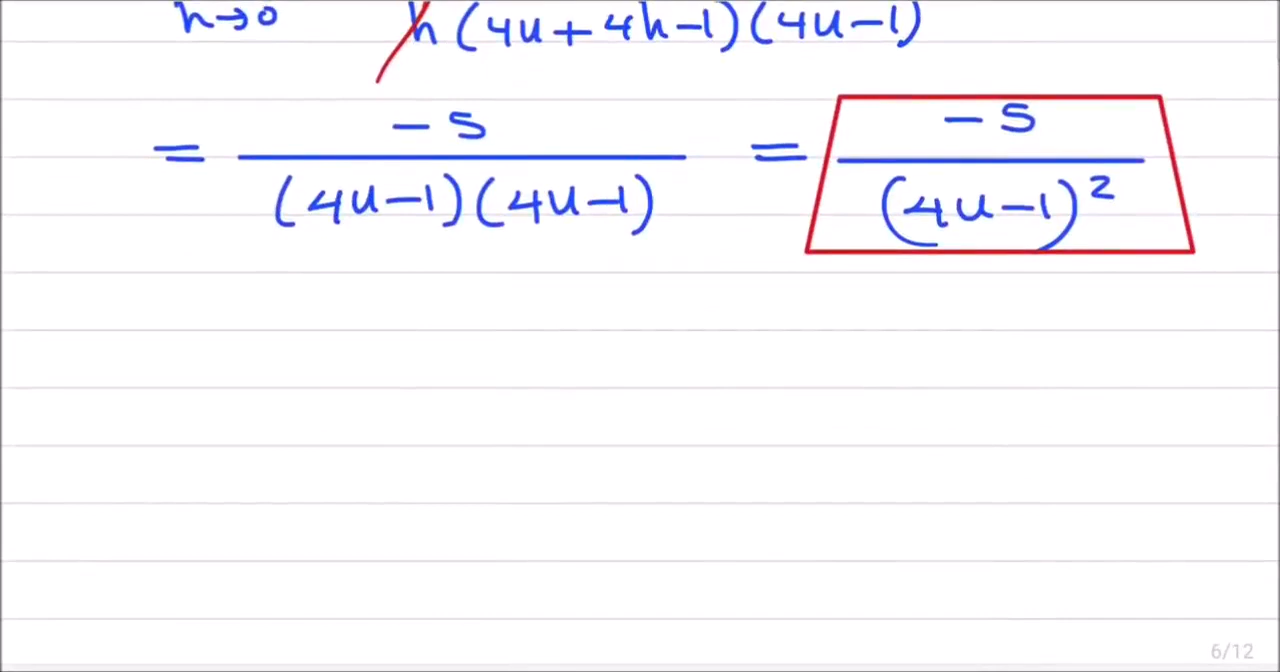 h→0 h(4u+4h-1)(4u-1)
= -5/((4u-1)(4u-1)) = -5/(4u-1)²
6/12